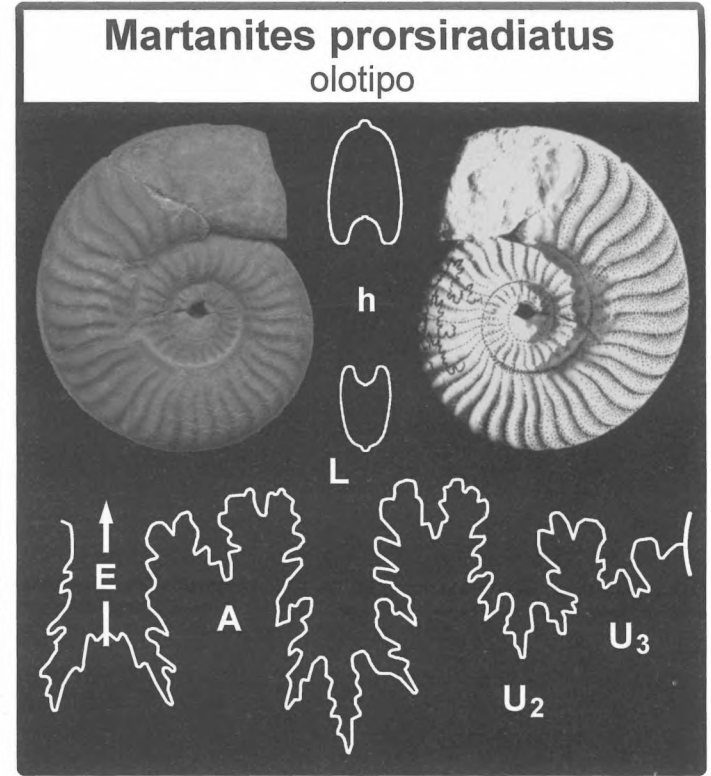 Martanites prorsiradiatus
olotipo
h
L
E
A
U₃
U₂